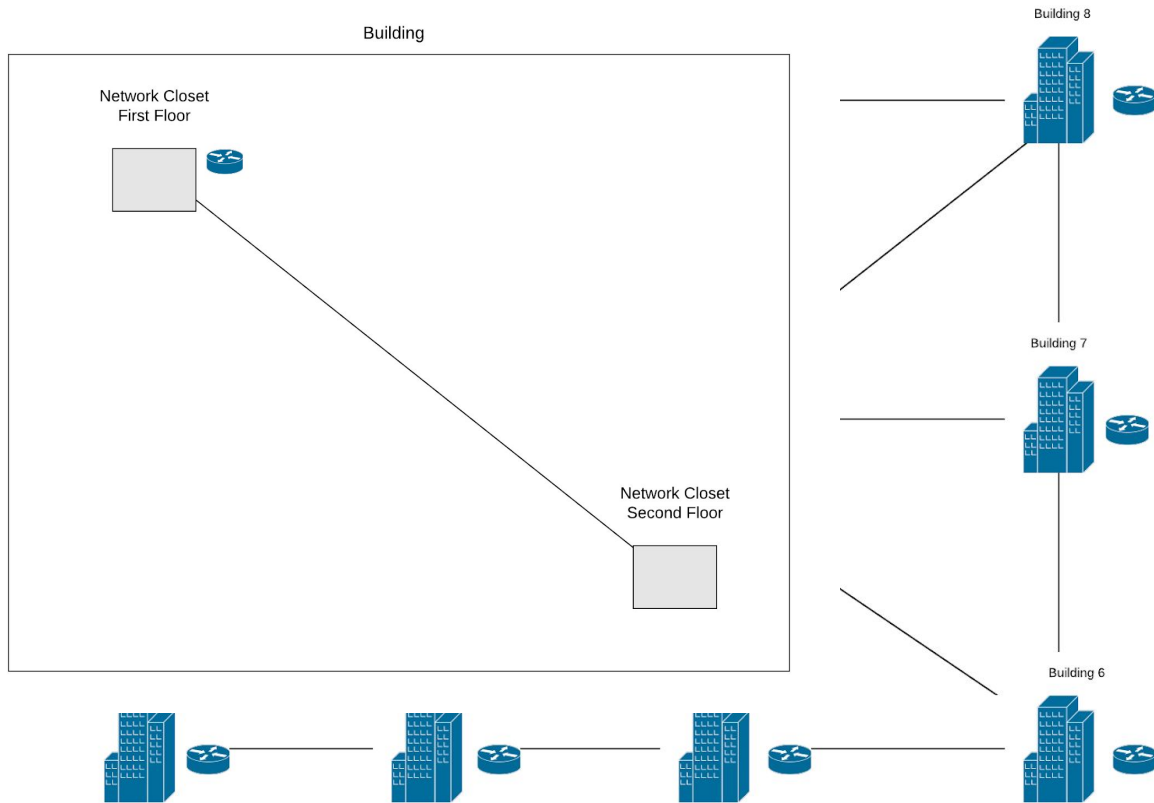 Building 8
Building
Network Closet
First Floor
Building 7
Network Closet
Second Floor
Building 6